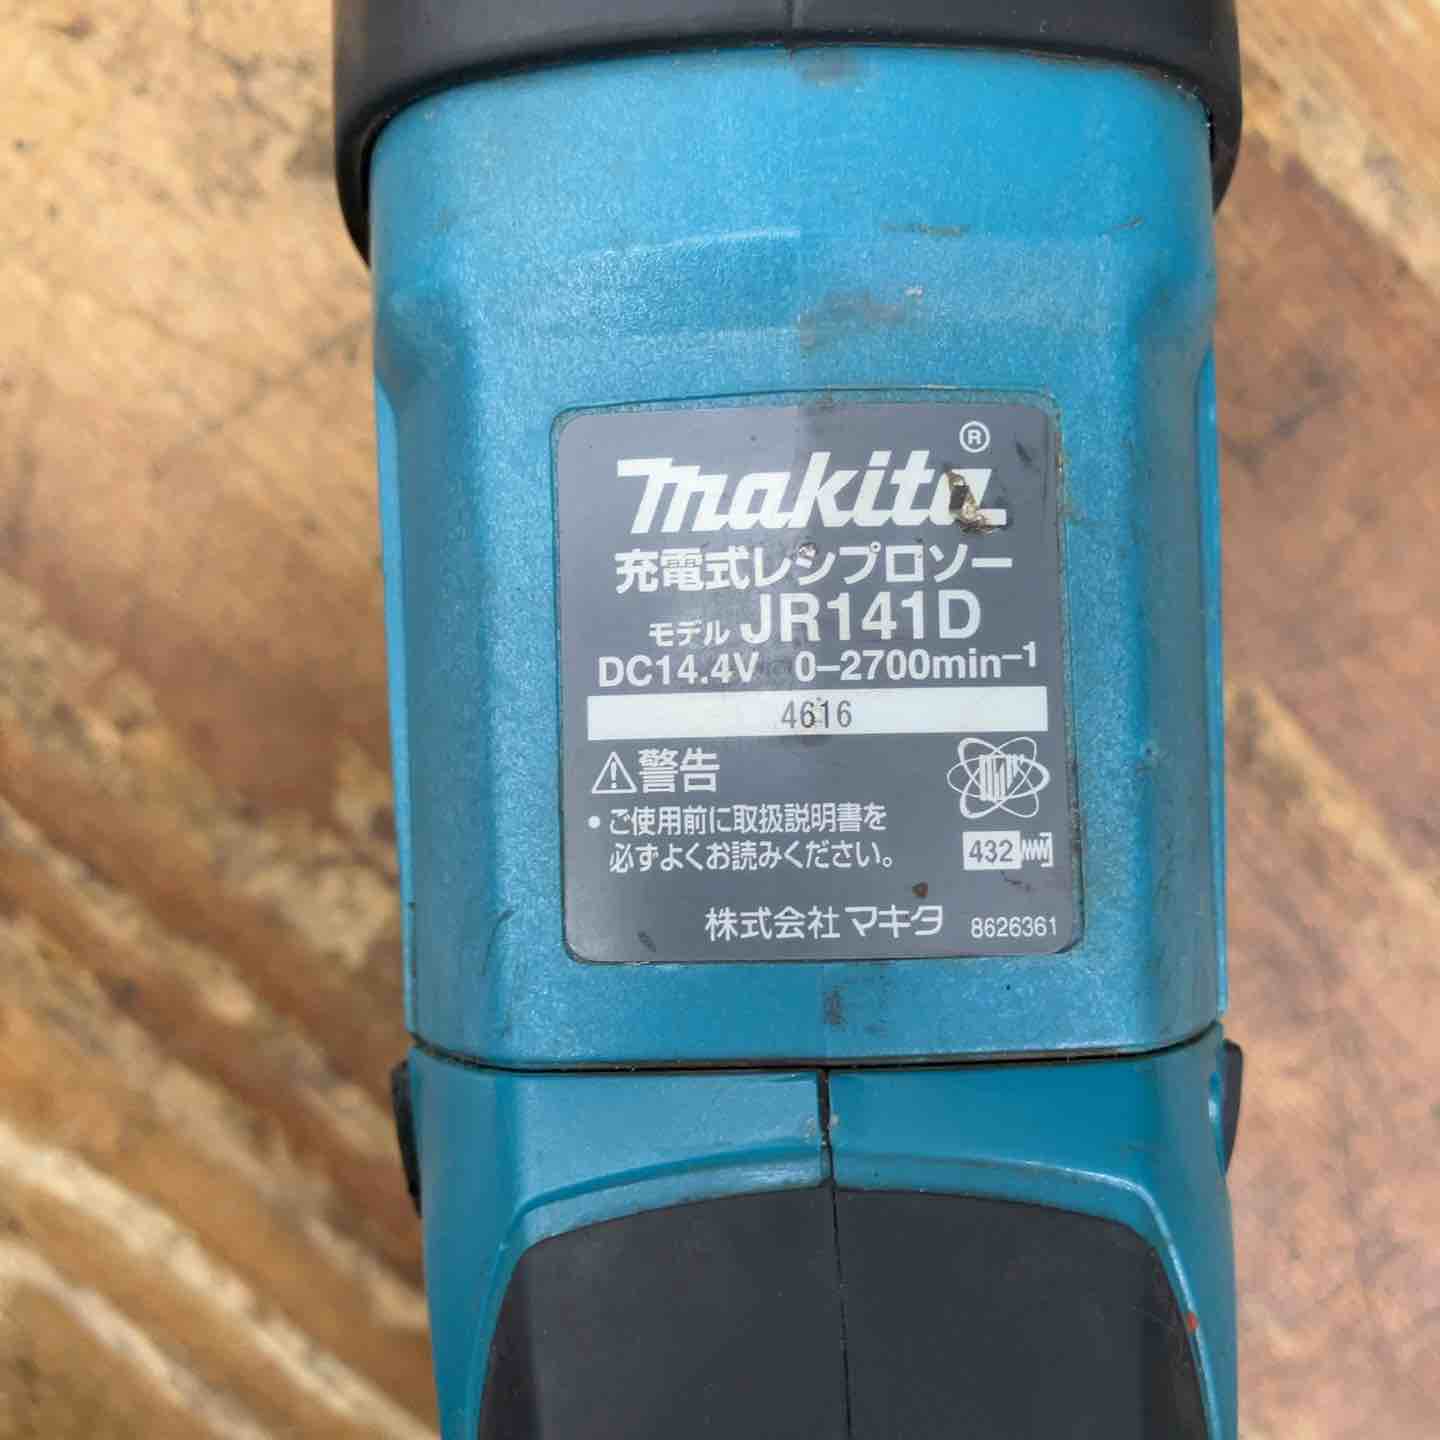 makita®
充電式レシプロソー
モデル JR141D
DC14.4V 0–2700min–1
4616
警告
• ご使用前に取扱説明書を
必ずよくお読みください。
432
株式会社 マキタ 8626361